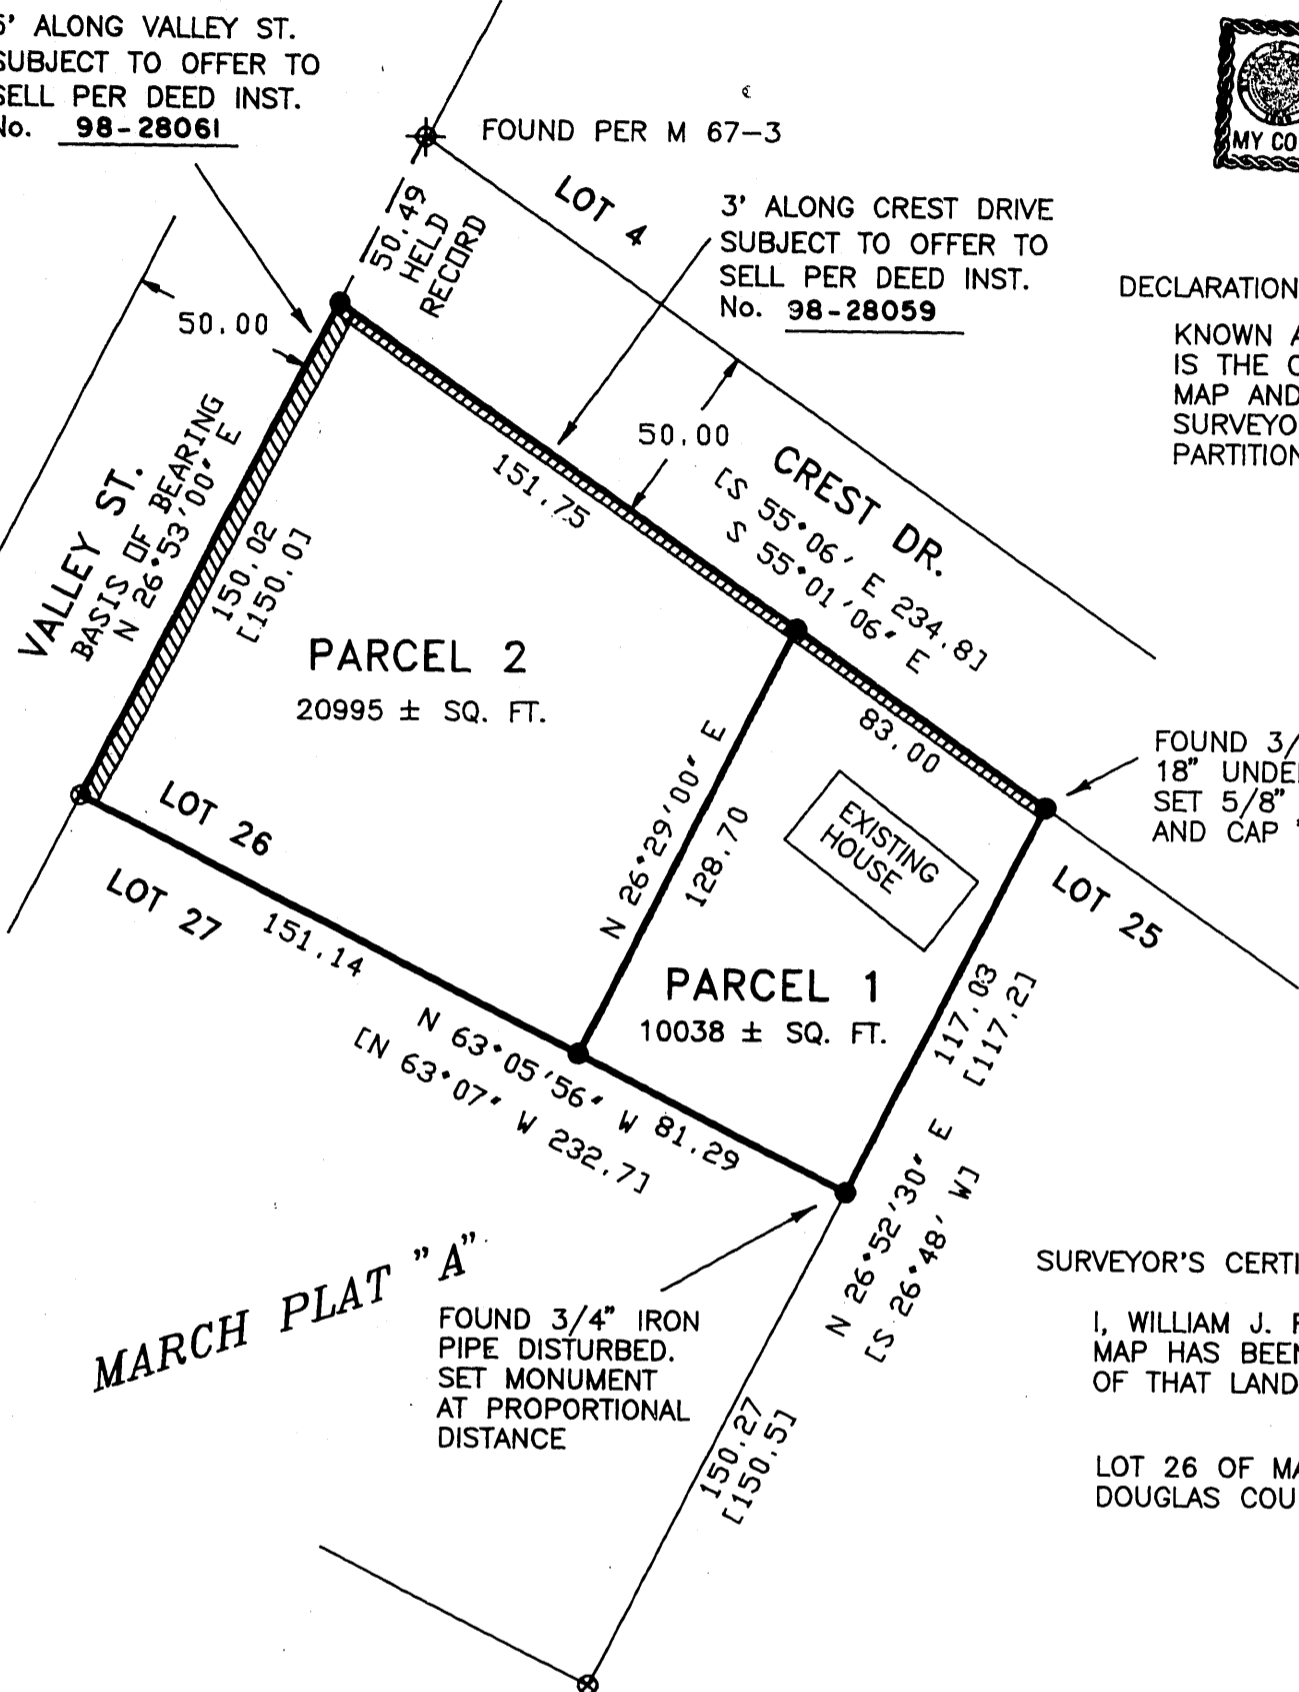 ALONG VALLEY ST.
SUBJECT TO OFFER TO
SELL PER DEED INST.
No. 98-28061
FOUND PER M 67-3
MY CO
LOT 4
50.49
HELD
RECORD
3' ALONG CREST DRIVE
SUBJECT TO OFFER TO
SELL PER DEED INST.
No. 98-28059
DECLARATION
KNOWN A
IS THE
MAP AND
SURVEYO
PARTITION
50.00
50.00
CREST DR.
[S 55°06' E 234.8]
S 55°01'06" E
151.75
VALLEY ST.
BASIS OF BEARING
N 26°53'00" E
150.02
[150.0]
PARCEL 2
20995 ± SQ. FT.
83.00
FOUND 3/
18" UNDE
SET 5/8"
AND CAP "
N 26°29'00" E
128.70
EXISTING
HOUSE
LOT 26
LOT 27
LOT 25
151.14
PARCEL 1
10038 ± SQ. FT.
117.03
[117.2]
N 63°05'56" W 81.29
[N 63°07" W 232.7]
N 26°52'30" E
[S 26°48' W]
MARCH PLAT "A"
FOUND 3/4" IRON
PIPE DISTURBED.
SET MONUMENT
AT PROPORTIONAL
DISTANCE
150.27
[150.5]
SURVEYOR'S CERTI
I, WILLIAM J.
MAP HAS BEEN
OF THAT LAND
LOT 26 OF MA
DOUGLAS COU